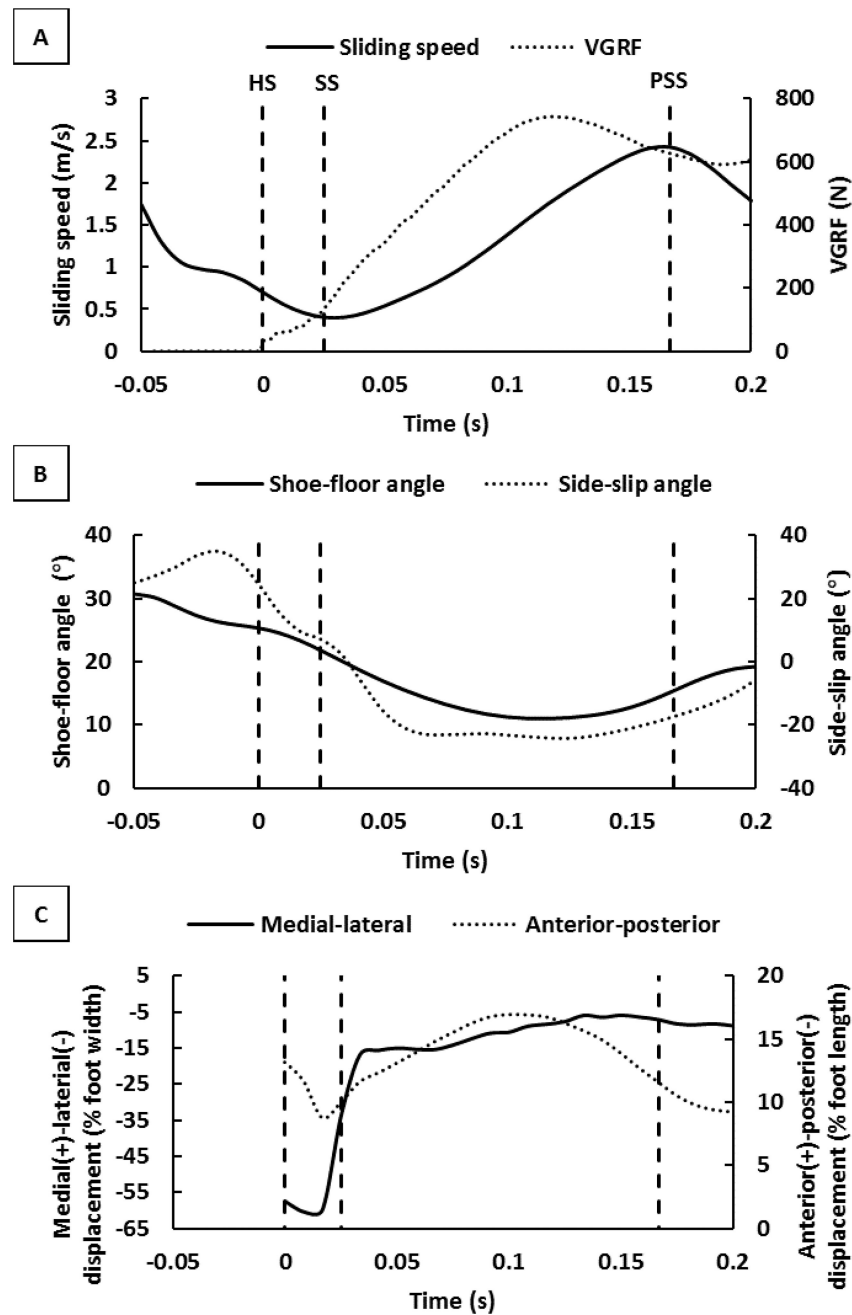 A
Sliding speed
VGRF
HS
SS
PSS
3
2.5
2
1.5
1
0.5
0
800
600
400
200
0
Sliding speed (m/s)
VGRF (N)
-0.05
0
0.05
0.1
0.15
0.2
Time (s)
B
Shoe-floor angle
Side-slip angle
40
30
20
10
0
40
20
0
-20
-40
Shoe-floor angle (°)
Side-slip angle (°)
-0.05
0
0.05
0.1
0.15
0.2
Time (s)
C
Medial-lateral
Anterior-posterior
5
-5
-15
-25
-35
-45
-55
-65
20
15
10
5
0
Medial(+)-laterial(-)
displacement (% foot width)
Anterior(+)-posterior(-)
displacement (% foot length)
-0.05
0
0.05
0.1
0.15
0.2
Time (s)